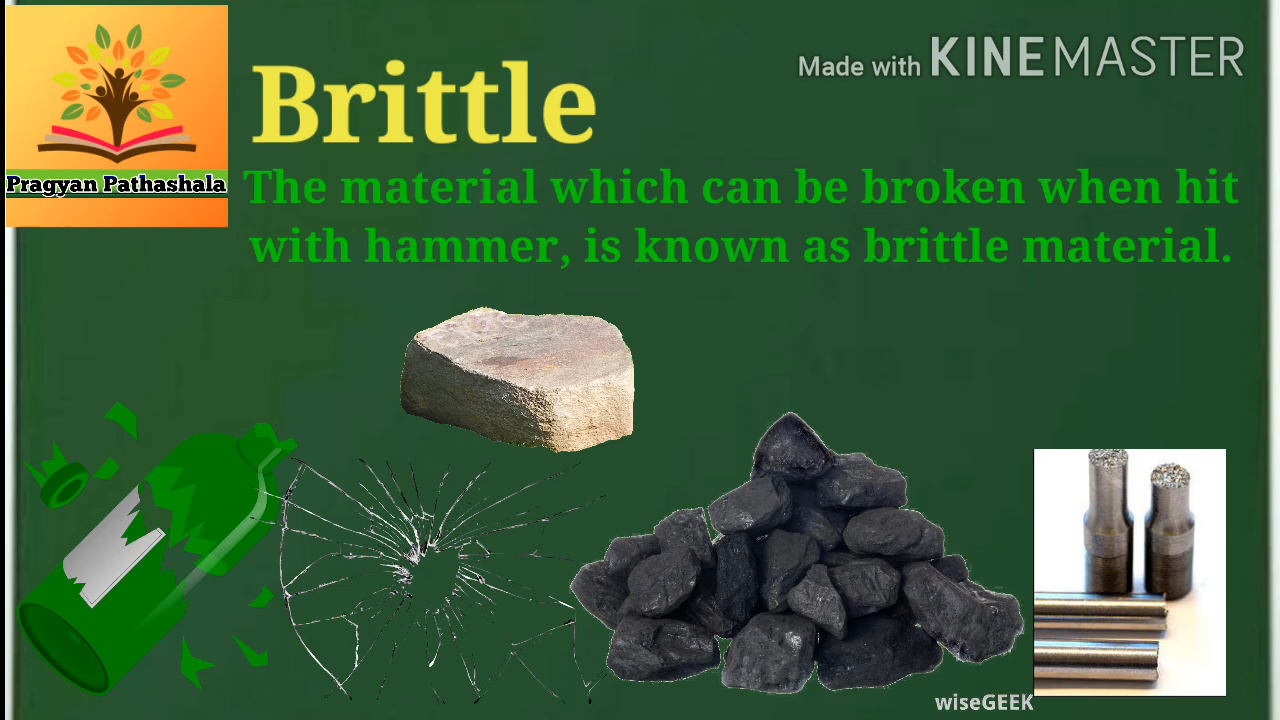 Made with KINEMASTER
Brittle
Pragyan Pathashala
The material which can be broken when hit
with hammer, is known as brittle material.
wiseGEEK